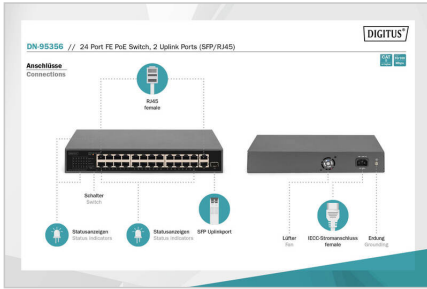 DIGITUS®
DN-95356 // 24 Port FE PoE Switch, 2 Uplink Ports (SFP/RJ45)
Anschlüsse
Connections
CAT
RJ45
female
Schalter
Switch
Statusanzeigen
Status Indicators
Statusanzeigen
Status Indicators
SFP Uplinkport
Lüfter
Fan
IECC-Stromanschluss
female
Erdung
Grounding